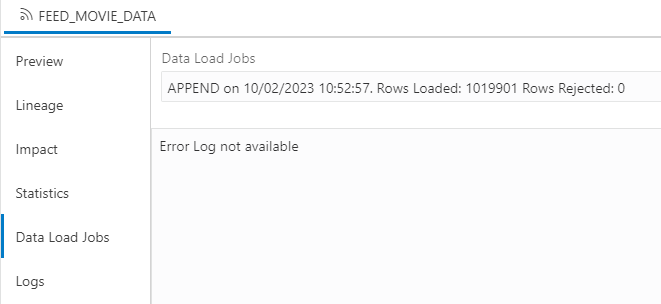 FEED_MOVIE_DATA
Preview
Lineage
Impact
Statistics
Data Load Jobs
Logs
Data Load Jobs
APPEND on 10/02/2023 10:52:57. Rows Loaded: 1019901 Rows Rejected: 0
Error Log not available